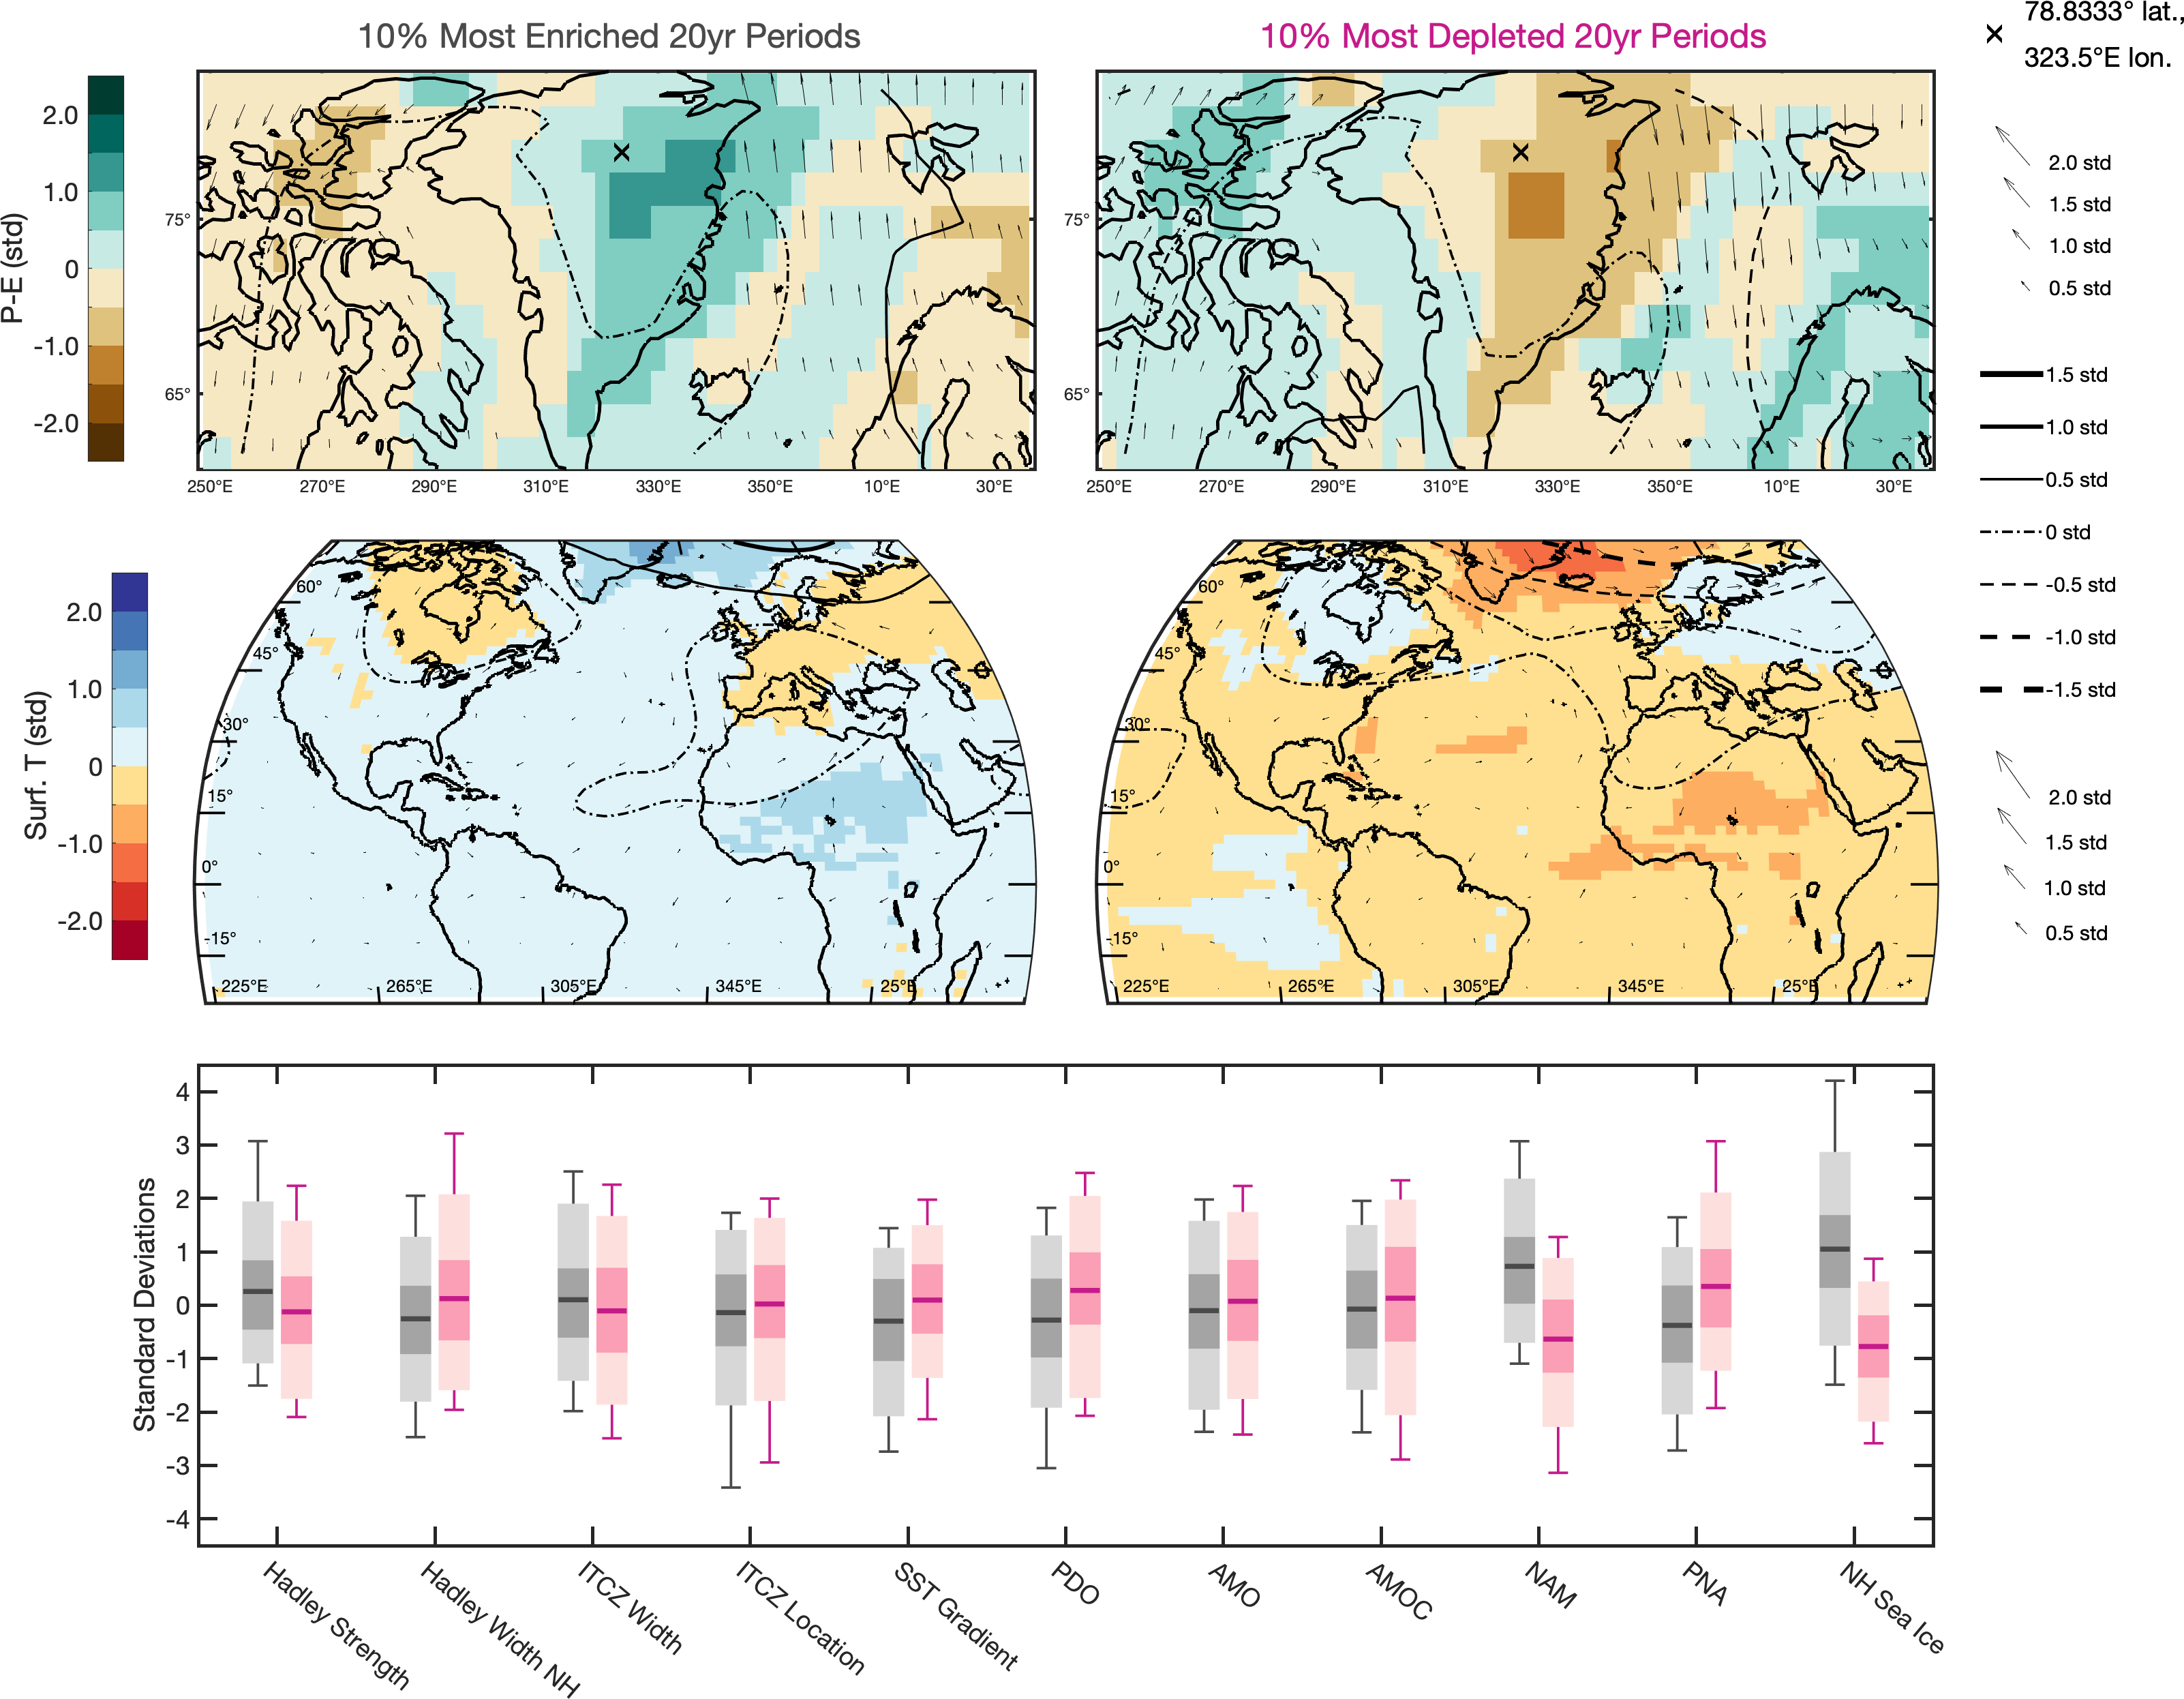 10% Most Enriched 20yr Periods
10% Most Depleted 20yr Periods
78.8333° lat.,
323.5°E lon.
P-E (std)
2.0
1.0
0
-1.0
-2.0
75°
65°
250°E 270°E 290°E 310°E 330°E 350°E 10°E 30°E
75°
65°
250°E 270°E 290°E 310°E 330°E 350°E 10°E 30°E
2.0 std
1.5 std
1.0 std
0.5 std
1.5 std
1.0 std
0.5 std
0 std
-0.5 std
-1.0 std
-1.5 std
Surf. T (std)
2.0
1.0
0
-1.0
-2.0
60°
45°
30°
15°
0°
-15°
225°E 265°E 305°E 345°E 25°E
60°
45°
30°
15°
0°
-15°
225°E 265°E 305°E 345°E 25°E
2.0 std
1.5 std
1.0 std
0.5 std
Standard Deviations
4
3
2
1
0
-1
-2
-3
-4
Hadley Strength
Hadley Width NH
ITCZ Width
ITCZ Location
SST Gradient
PDO
AMO
AMOC
NAM
PNA
NH Sea Ice